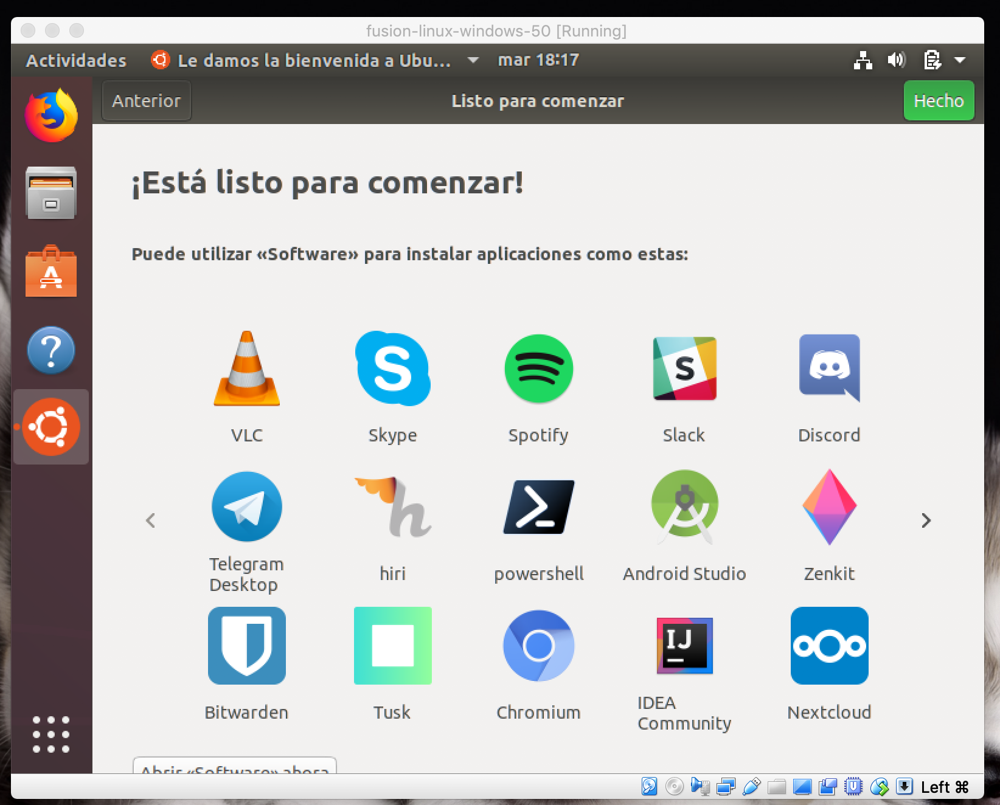 fusion-linux-windows-50 [Running]
Actividades Le damos la bienvenida a Ubu... mar 18:17
Anterior Listo para comenzar Hecho
¡Está listo para comenzar!
Puede utilizar «Software» para instalar aplicaciones como estas:
VLC Skype Spotify Slack Discord
Telegram Desktop hiri powershell Android Studio Zenkit
Bitwarden Tusk Chromium IDEA Community Nextcloud
Abrir «Software» ahora
Left ⌘